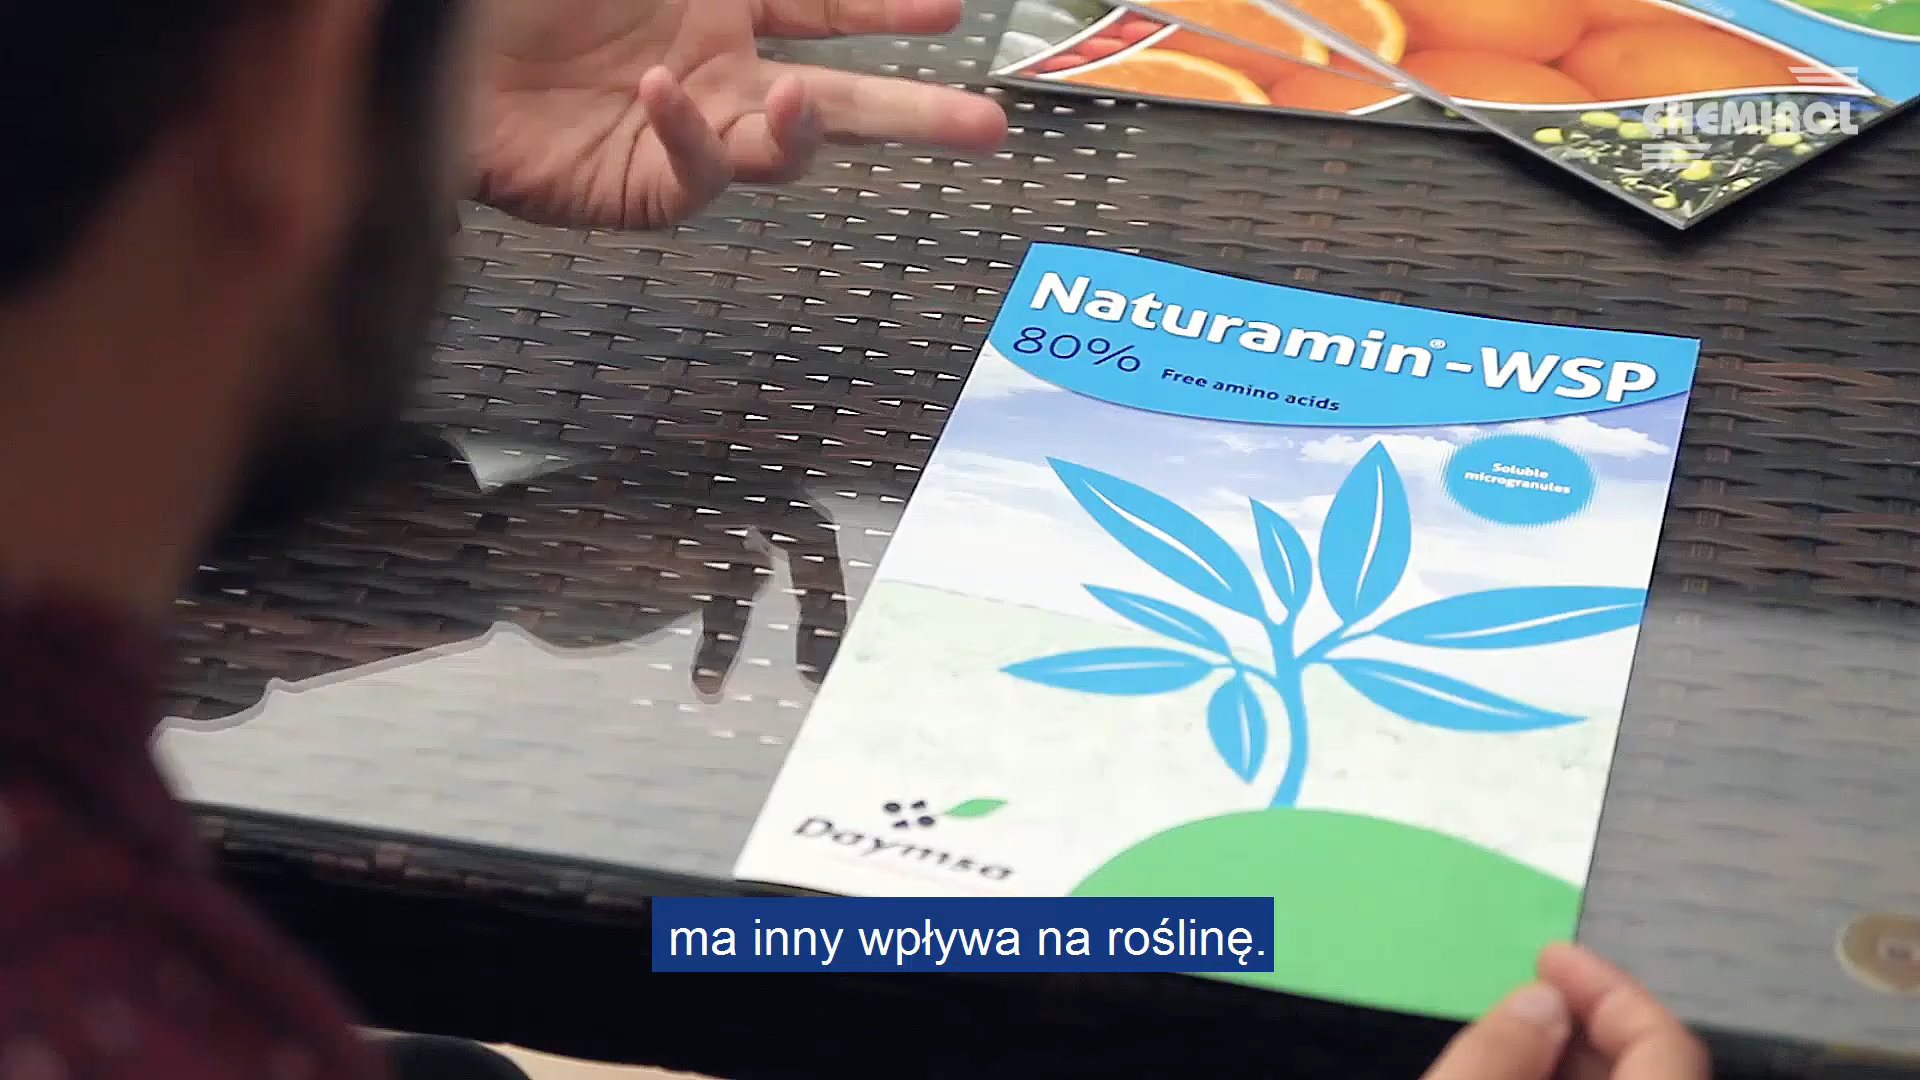 CHEMIROL
Naturamin®-WSP
80% Free amino acids
Soluble
microgranules
Daymsa
ma inny wpływa na roślinę.